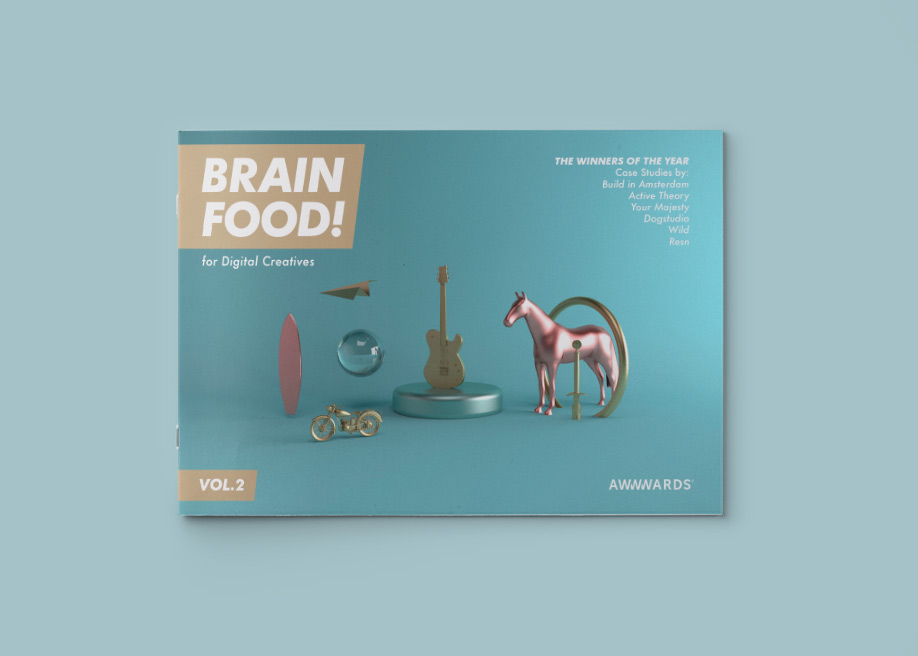 BRAIN
FOOD!
for Digital Creatives
THE WINNERS OF THE YEAR
Case Studies by:
Build in Amsterdam
Active Theory
Your Majesty
Dogstudio
Wild
Resn
VOL.2
AWWWARDS